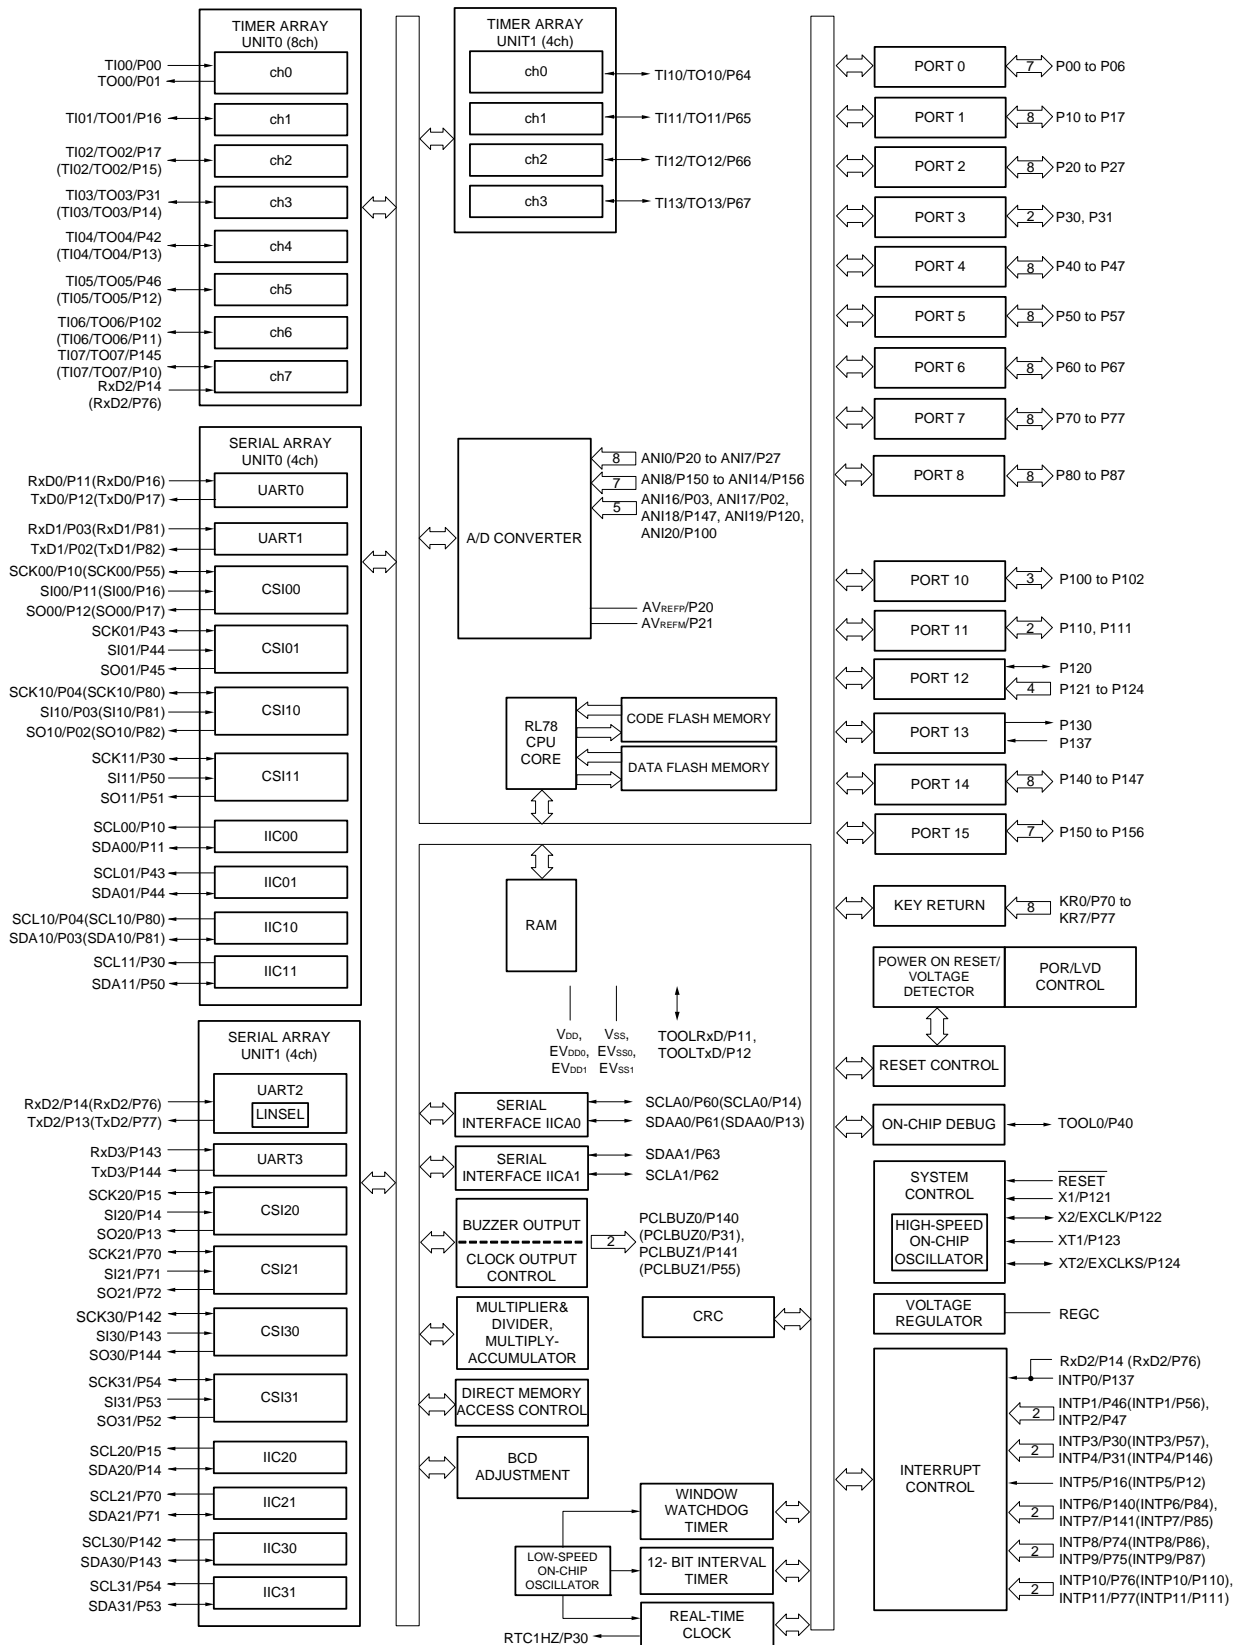 TIMER ARRAY
UNIT0 (8ch)
TI00/P00
TO00/P01
ch0
TI01/TO01/P16
ch1
TI02/TO02/P17
(TI02/TO02/P15)
ch2
TI03/TO03/P31
(TI03/TO03/P14)
ch3
TI04/TO04/P42
(TI04/TO04/P13)
ch4
TI05/TO05/P46
(TI05/TO05/P12)
ch5
TI06/TO06/P102
(TI06/TO06/P11)
ch6
TI07/TO07/P145
(TI07/TO07/P10)
ch7
RxD2/P14
(RxD2/P76)
SERIAL ARRAY
UNIT0 (4ch)
RxD0/P11(RxD0/P16)
TxD0/P12(TxD0/P17)
UART0
RxD1/P03(RxD1/P81)
TxD1/P02(TxD1/P82)
UART1
SCK00/P10(SCK00/P55)
SI00/P11(SI00/P16)
SO00/P12(SO00/P17)
CSI00
SCK01/P43
SI01/P44
SO01/P45
CSI01
SCK10/P04(SCK10/P80)
SI10/P03(SI10/P81)
SO10/P02(SO10/P82)
CSI10
SCK11/P30
SI11/P50
SO11/P51
CSI11
SCL00/P10
SDA00/P11
IIC00
SCL01/P43
SDA01/P44
IIC01
SCL10/P04(SCL10/P80)
SDA10/P03(SDA10/P81)
IIC10
SCL11/P30
SDA11/P50
IIC11
SERIAL ARRAY
UNIT1 (4ch)
RxD2/P14(RxD2/P76)
TxD2/P13(TxD2/P77)
UART2
LINSEL
RxD3/P143
TxD3/P144
UART3
SCK20/P15
SI20/P14
SO20/P13
CSI20
SCK21/P70
SI21/P71
SO21/P72
CSI21
SCK30/P142
SI30/P143
SO30/P144
CSI30
SCK31/P54
SI31/P53
SO31/P52
CSI31
SCL20/P15
SDA20/P14
IIC20
SCL21/P70
SDA21/P71
IIC21
SCL30/P142
SDA30/P143
IIC30
SCL31/P54
SDA31/P53
IIC31
TIMER ARRAY
UNIT1 (4ch)
ch0
TI10/TO10/P64
ch1
TI11/TO11/P65
ch2
TI12/TO12/P66
ch3
TI13/TO13/P67
A/D CONVERTER
8
ANI0/P20 to ANI7/P27
7
ANI8/P150 to ANI14/P156
5
ANI16/P03, ANI17/P02,
ANI18/P147, ANI19/P120,
ANI20/P100
AVREFP/P20
AVREFM/P21
RL78
CPU
CORE
CODE FLASH MEMORY
DATA FLASH MEMORY
RAM
VDD,
EVDD0,
EVDD1
VSS,
EVSS0,
EVSS1
TOOLRxD/P11,
TOOLTxD/P12
SERIAL
INTERFACE IICA0
SCLA0/P60(SCLA0/P14)
SDAA0/P61(SDAA0/P13)
SERIAL
INTERFACE IICA1
SDAA1/P63
SCLA1/P62
BUZZER OUTPUT
CLOCK OUTPUT
CONTROL
2
PCLBUZ0/P140
(PCLBUZ0/P31),
PCLBUZ1/P141
(PCLBUZ1/P55)
MULTIPLIER&
DIVIDER,
MULTIPLY-
ACCUMULATOR
CRC
DIRECT MEMORY
ACCESS CONTROL
BCD
ADJUSTMENT
WINDOW
WATCHDOG
TIMER
LOW-SPEED
ON-CHIP
OSCILLATOR
12- BIT INTERVAL
TIMER
REAL-TIME
CLOCK
RTC1HZ/P30
PORT 0
7
P00 to P06
PORT 1
8
P10 to P17
PORT 2
8
P20 to P27
PORT 3
2
P30, P31
PORT 4
8
P40 to P47
PORT 5
8
P50 to P57
PORT 6
8
P60 to P67
PORT 7
8
P70 to P77
PORT 8
8
P80 to P87
PORT 10
3
P100 to P102
PORT 11
2
P110, P111
PORT 12
P120
4
P121 to P124
PORT 13
P130
P137
PORT 14
8
P140 to P147
PORT 15
7
P150 to P156
KEY RETURN
8
KR0/P70 to
KR7/P77
POWER ON RESET/
VOLTAGE
DETECTOR
POR/LVD
CONTROL
RESET CONTROL
ON-CHIP DEBUG
TOOL0/P40
SYSTEM
CONTROL
HIGH-SPEED
ON-CHIP
OSCILLATOR
RESET
X1/P121
X2/EXCLK/P122
XT1/P123
XT2/EXCLKS/P124
VOLTAGE
REGULATOR
REGC
INTERRUPT
CONTROL
RxD2/P14 (RxD2/P76)
INTP0/P137
2
INTP1/P46(INTP1/P56),
INTP2/P47
2
INTP3/P30(INTP3/P57),
INTP4/P31(INTP4/P146)
INTP5/P16(INTP5/P12)
2
INTP6/P140(INTP6/P84),
INTP7/P141(INTP7/P85)
2
INTP8/P74(INTP8/P86),
INTP9/P75(INTP9/P87)
2
INTP10/P76(INTP10/P110),
INTP11/P77(INTP11/P111)